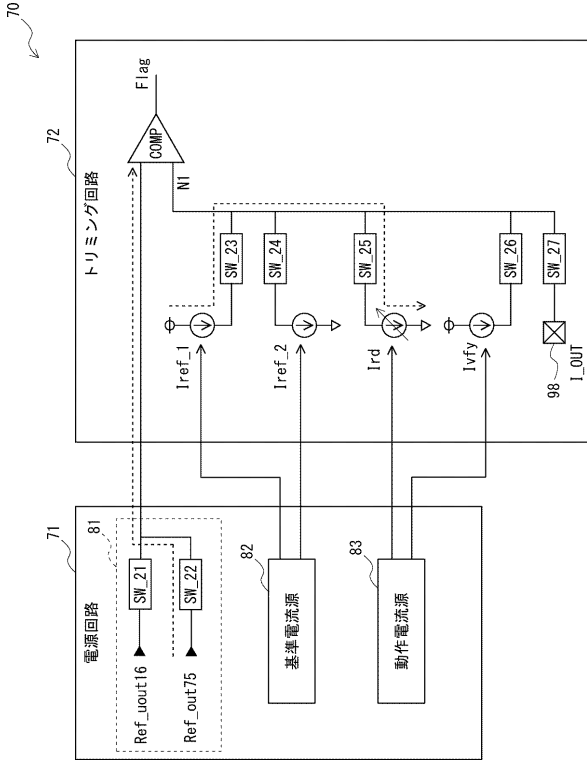 70
72
トリミング回路
COMP
Flag
N1
SW_23
SW_24
SW_25
SW_26
SW_27
Iref_1
Iref_2
Ird
Ivfy
98
I_OUT
71
電源回路
81
SW_21
SW_22
Ref_uout16
Ref_out75
82
基準電流源
83
動作電流源